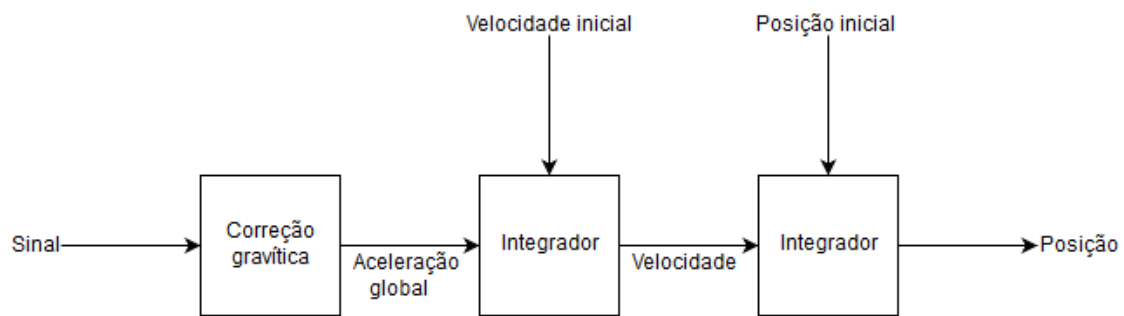 Velocidade inicial
Posição inicial
Sinal
Correção
gravítica
Aceleração
global
Integrador
Velocidade
Integrador
Posição